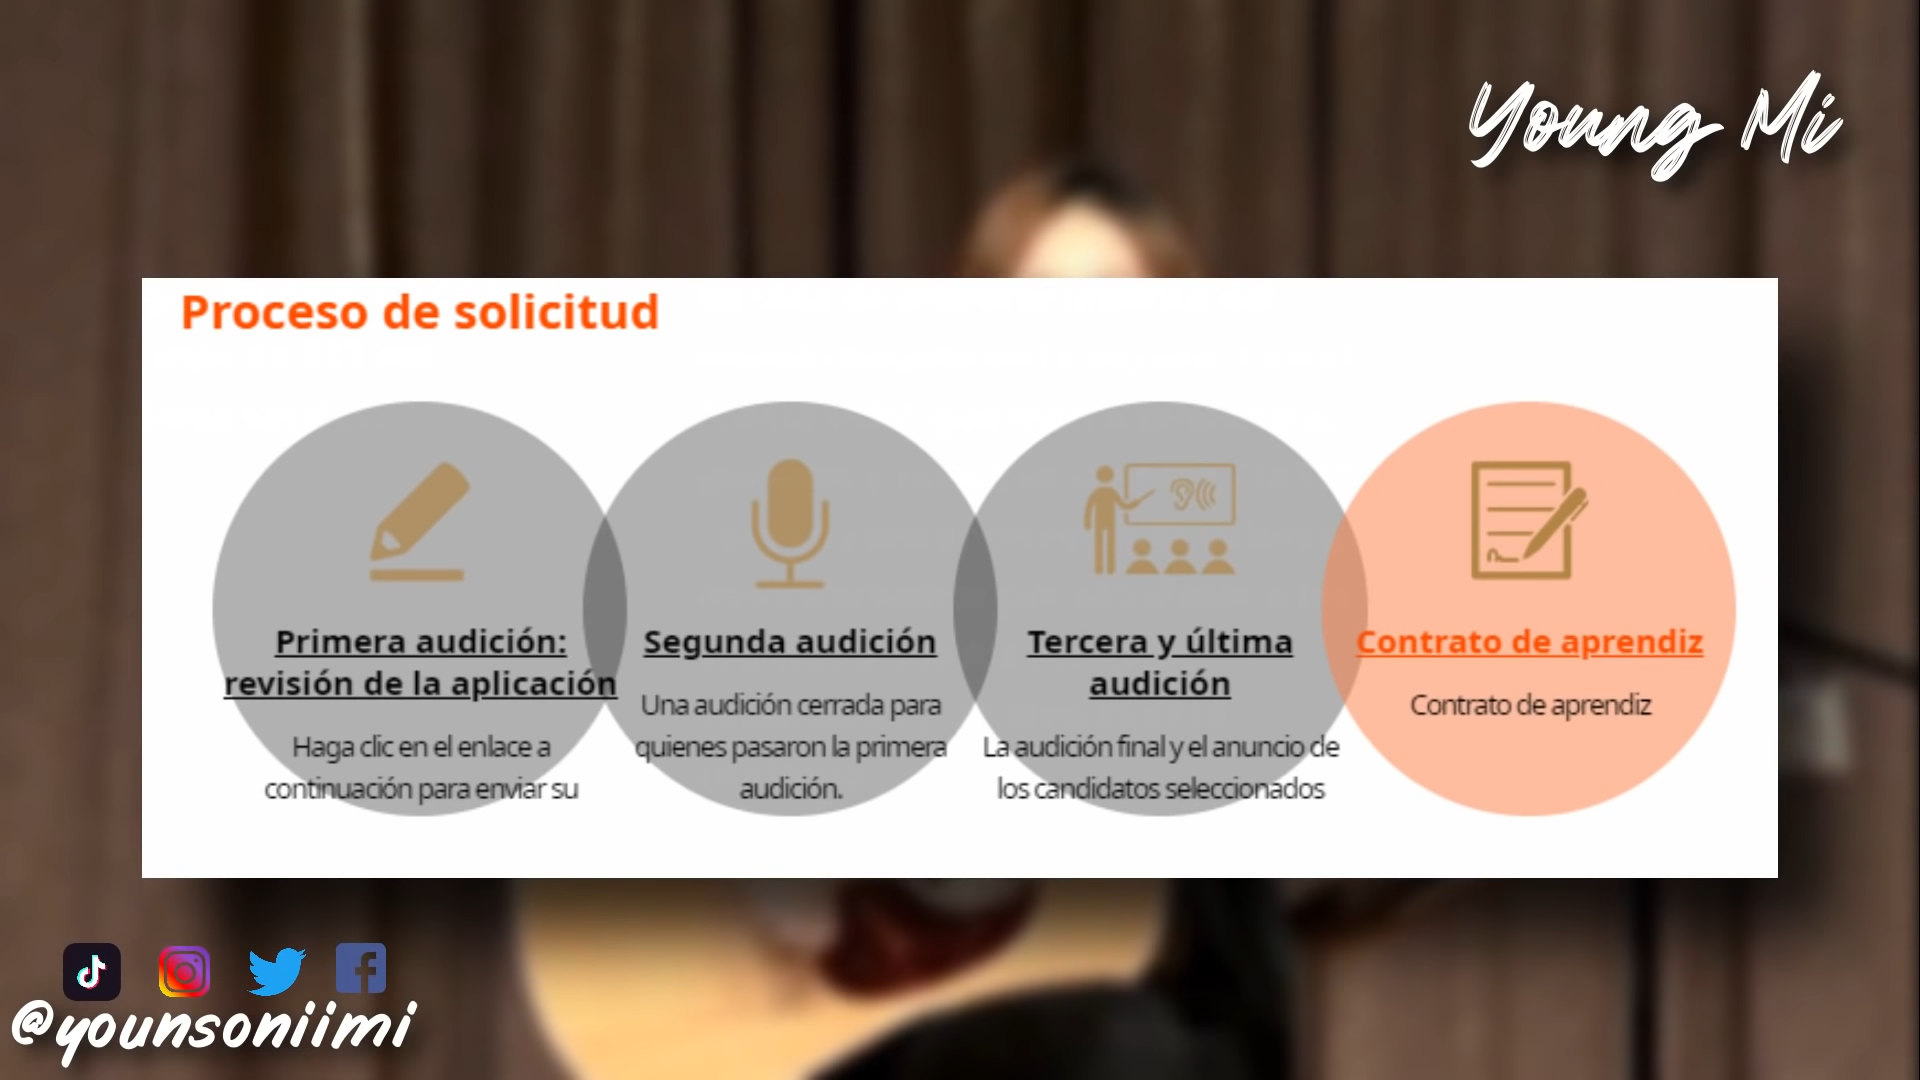 Young Mi
Proceso de solicitud
Primera audición:
revisión de la aplicación
Haga clic en el enlace a
continuación para enviar su
Segunda audición
Una audición cerrada para
quienes pasaron la primera
audición.
Tercera y última
audición
La audición final y el anuncio de
los candidatos seleccionados
Contrato de aprendiz
Contrato de aprendiz
@younsoniimi